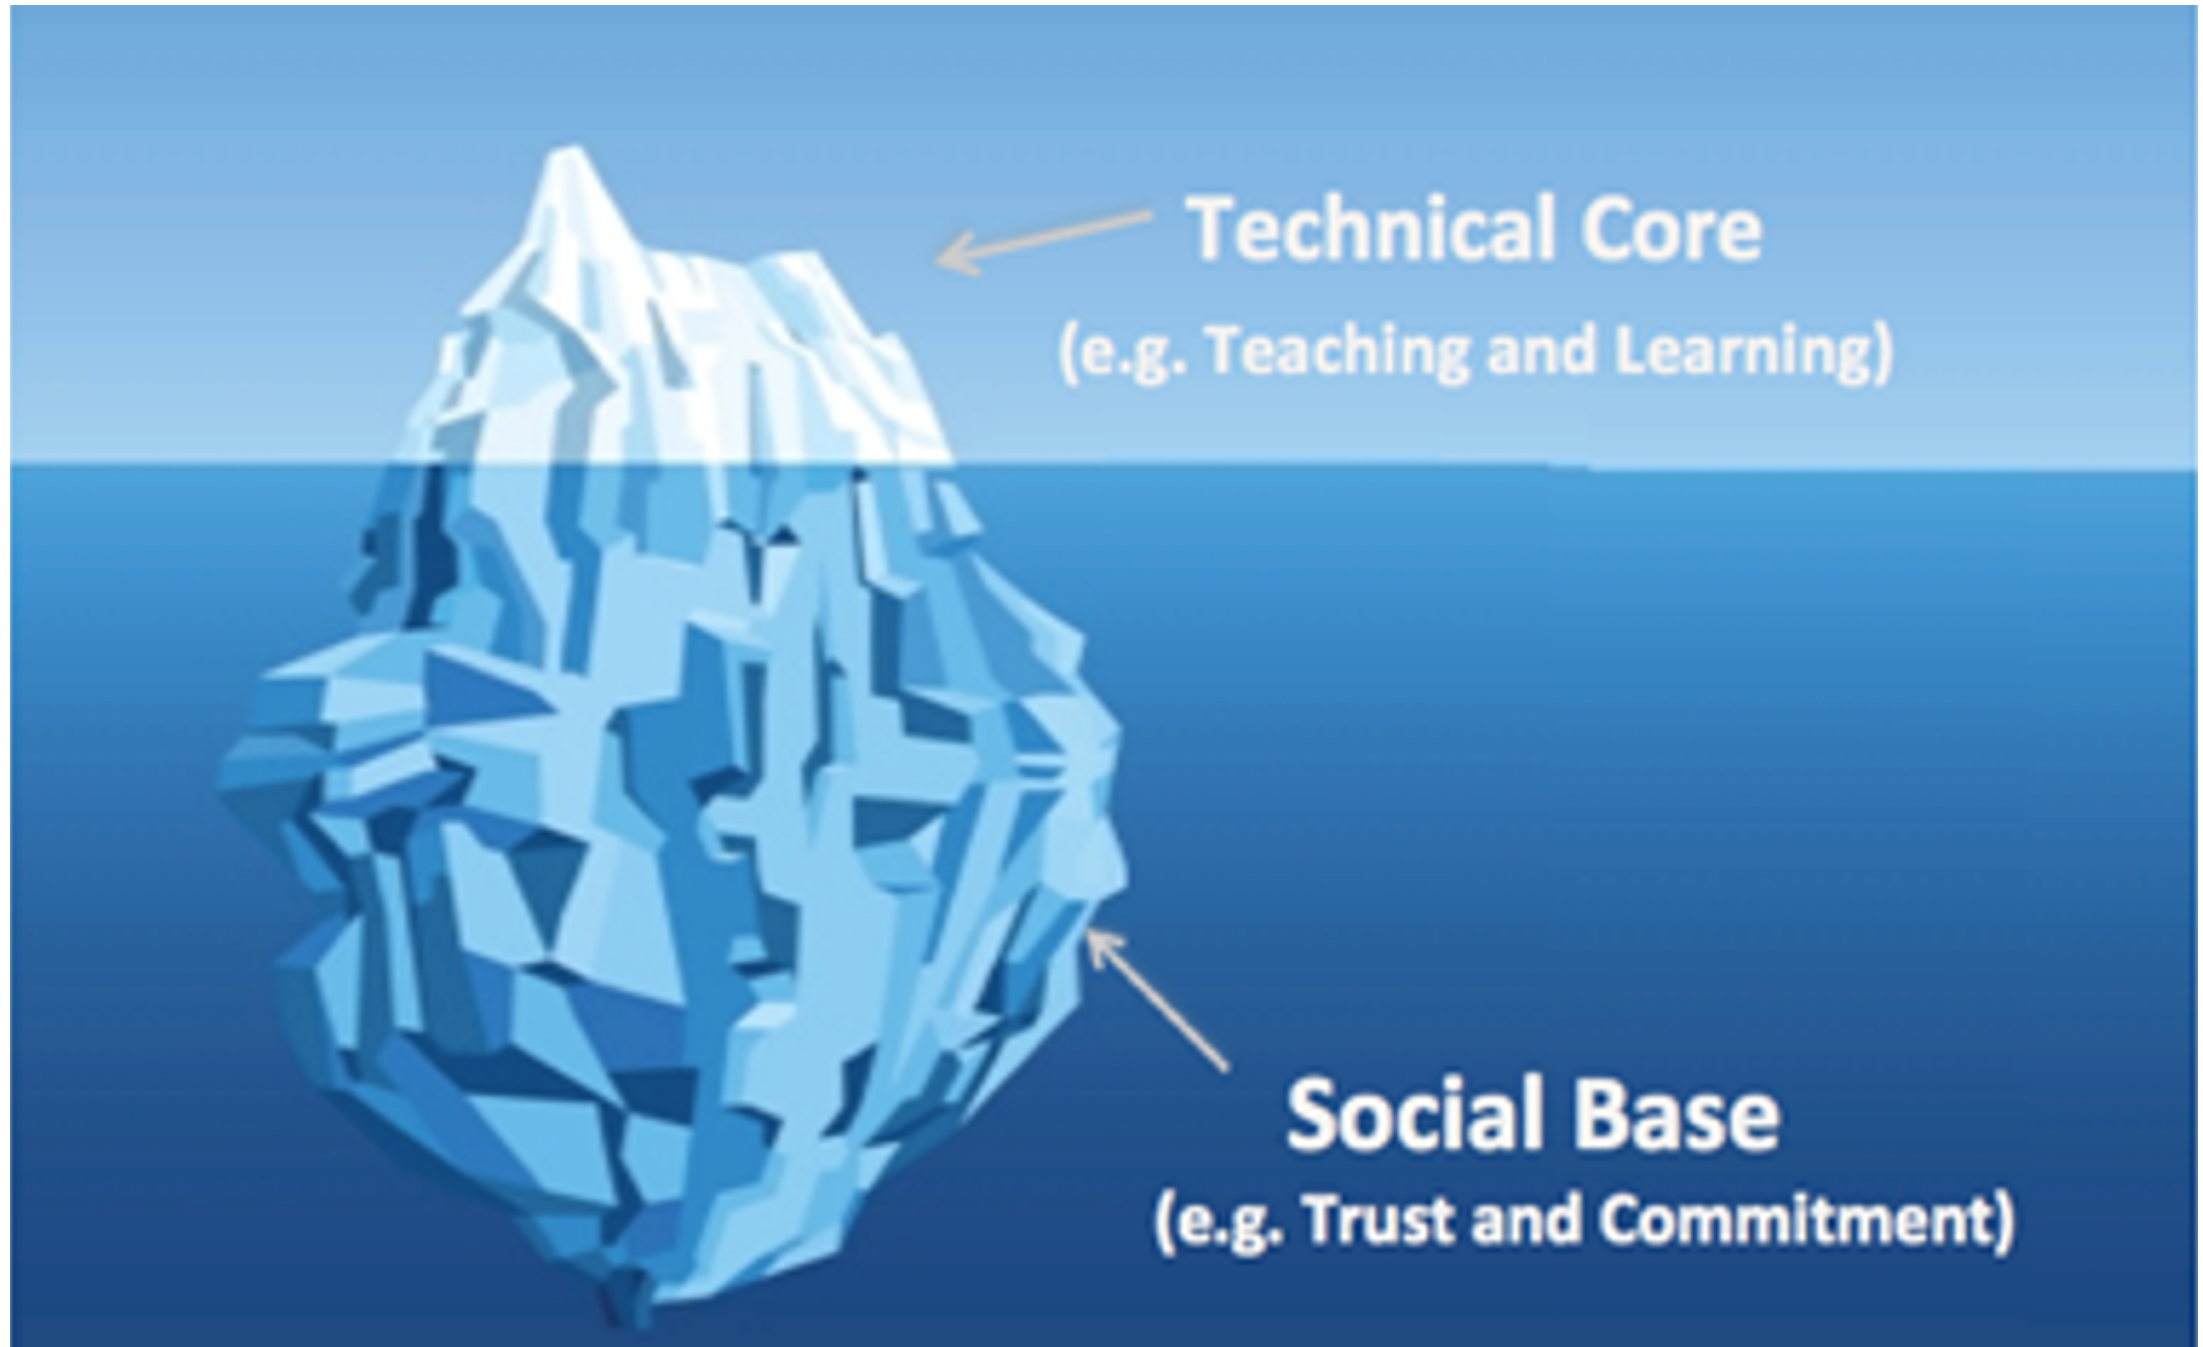 Technical Core
(e.g. Teaching and Learning)
Social Base
(e.g. Trust and Commitment)